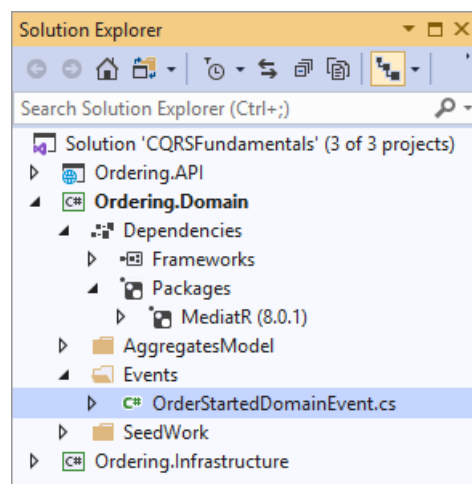 Solution Explorer
Search Solution Explorer (Ctrl+;)
Solution 'CQRSFundamentals' (3 of 3 projects)
Ordering.API
C# Ordering.Domain
Dependencies
Frameworks
Packages
MediatR (8.0.1)
AggregatesModel
Events
C# OrderStartedDomainEvent.cs
SeedWork
C# Ordering.Infrastructure